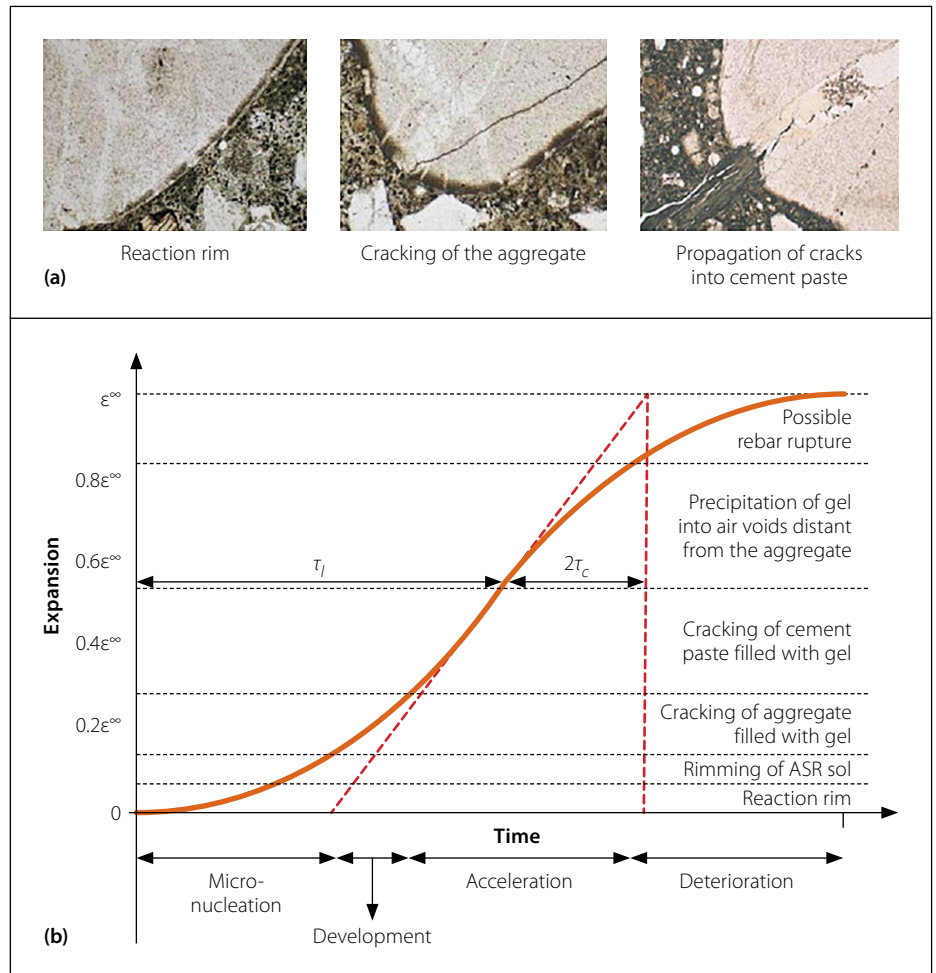 Reaction rim
Cracking of the aggregate
Propagation of cracks
into cement paste
(a)
ε∞
Possible
rebar rupture
0.8ε∞
Precipitation of gel
into air voids distant
from the aggregate
0.6ε∞
τl
2τc
Expansion
0.4ε∞
Cracking of cement
paste filled with gel
0.2ε∞
Cracking of aggregate
filled with gel
Rimming of ASR sol
Reaction rim
0
Time
Micro-
nucleation
Acceleration
Deterioration
Development
(b)